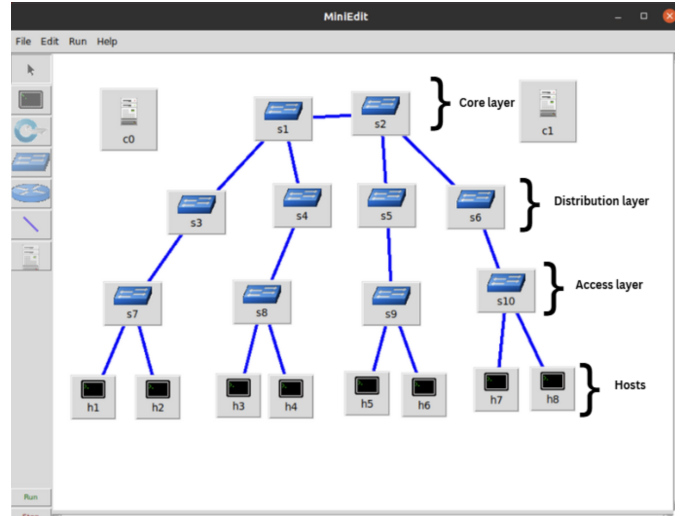 MiniEdit
File Edit Run Help
c0
s1
s2
Core layer
c1
s3
s4
s5
s6
Distribution layer
s7
s8
s9
s10
Access layer
h1
h2
h3
h4
h5
h6
h7
h8
Hosts
Run
Stop